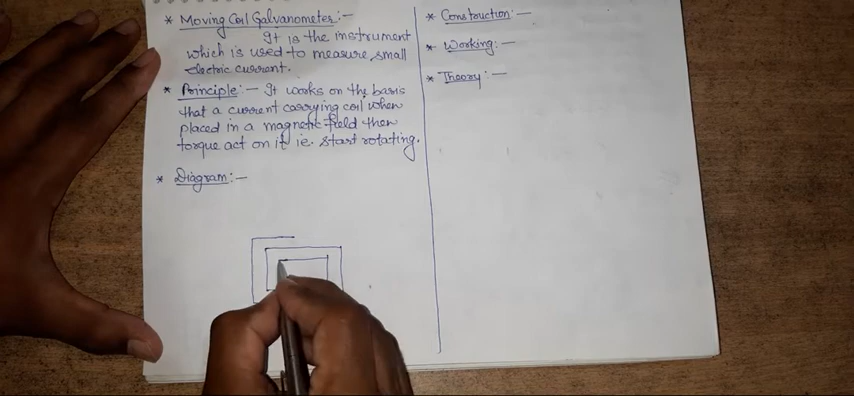 * Moving Coil Galvanometer:-
It is the instrument
which is used to measure small
electric current.
* Principle:- It works on the basis
that a current carrying coil when
placed in a magnetic field then
torque act on it ie. start rotating.
* Diagram:-
* Construction:-
* Working:-
* Theory:-